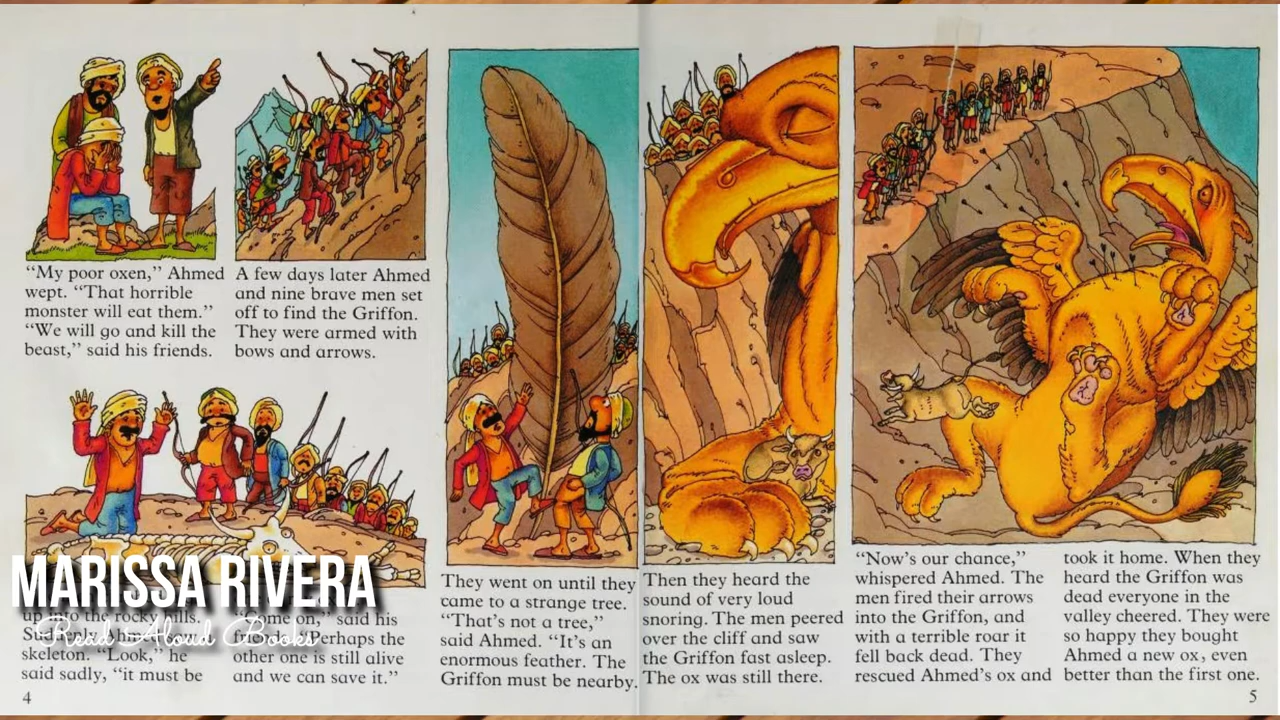 “My poor oxen,” Ahmed
wept. “That horrible
monster will eat them.”
“We will go and kill the
beast,” said his friends.
A few days later Ahmed
and nine brave men set
off to find the Griffon.
They were armed with
bows and arrows.
up into the rocky hills.
skeleton. “Look,” he
said sadly, “it must be
“Come on,” said his
Perhaps the
other one is still alive
and we can save it.”
MARISSA RIVERA
Read Aloud Books
4
They went on until they
came to a strange tree.
“That’s not a tree,”
said Ahmed. “It’s an
enormous feather. The
Griffon must be nearby.
Then they heard the
sound of very loud
snoring. The men peered
over the cliff and saw
the Griffon fast asleep.
The ox was still there.
“Now’s our chance,”
whispered Ahmed. The
men fired their arrows
into the Griffon, and
with a terrible roar it
fell back dead. They
rescued Ahmed’s ox and
took it home. When they
heard the Griffon was
dead everyone in the
valley cheered. They were
so happy they bought
Ahmed a new ox, even
better than the first one.
5